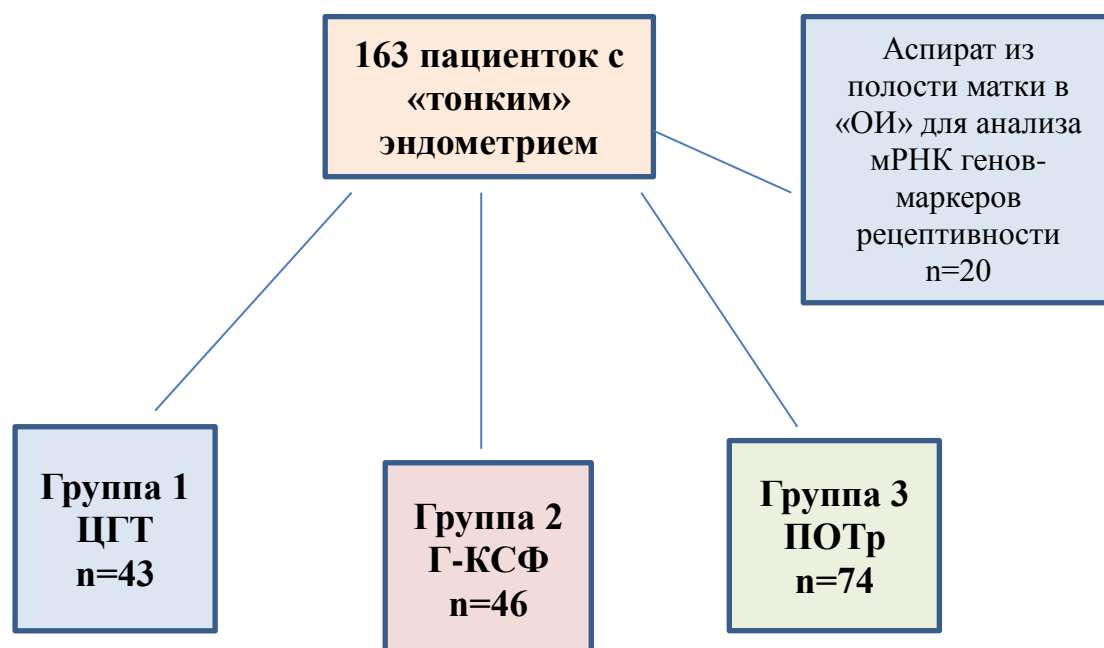 163 пациенток с
«тонким»
эндометрием
Аспират из
полости матки в
«ОИ» для анализа
мРНК генов-
маркеров
рецептивности
n=20
Группа 1
ЦГТ
n=43
Группа 2
Г-КСФ
n=46
Группа 3
ПОТр
n=74